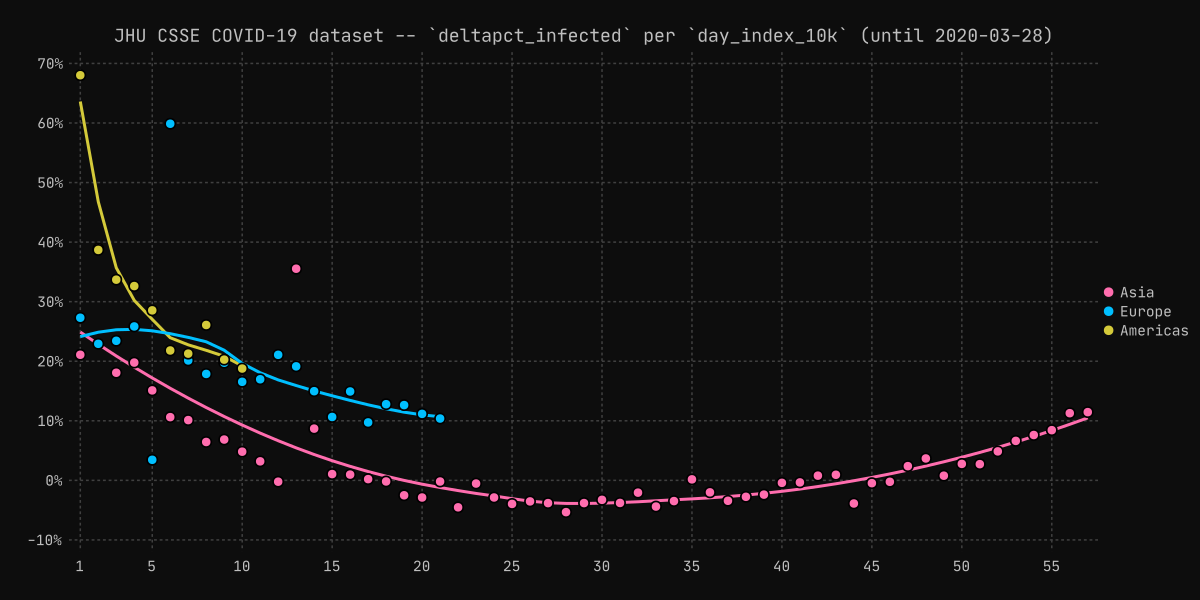 JHU CSSE COVID-19 dataset -- `deltapct_infected` per `day_index_10k` (until 2020-03-28)
70%
60%
50%
40%
30%
20%
10%
0%
-10%
1 5 10 15 20 25 30 35 40 45 50 55
Asia
Europe
Americas